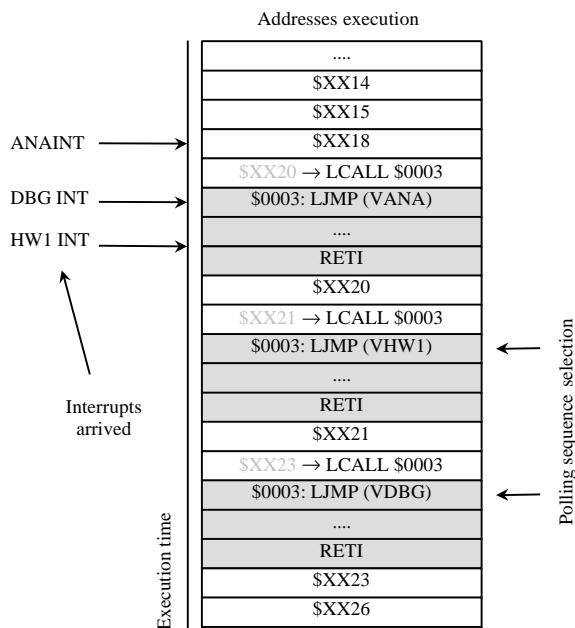 Addresses execution
....
$XX14
$XX15
$XX18
$XX20 → LCALL $0003
$0003: LJMP (VANA)
....
RETI
$XX20
$XX21 → LCALL $0003
$0003: LJMP (VHW1)
....
RETI
$XX21
$XX23 → LCALL $0003
$0003: LJMP (VDBG)
....
RETI
$XX23
$XX26
ANAINT
DBG INT
HW1 INT
Interrupts
arrived
Execution time
Polling sequence selection